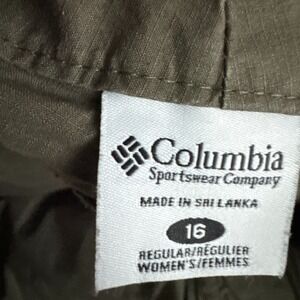 Columbia
Sportswear Company
MADE IN SRI LANKA
16
REGULAR/RÉGULIER
WOMEN'S/FEMMES